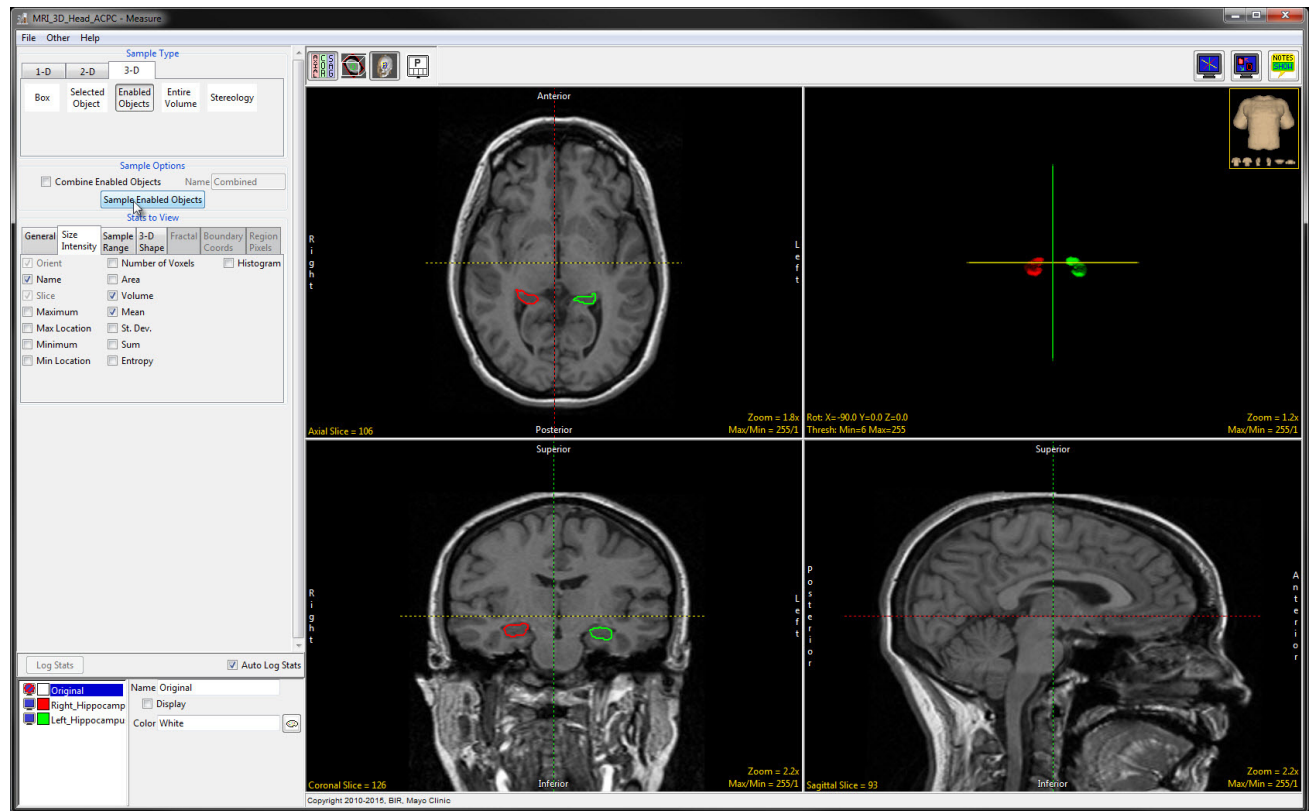 MRI_3D_Head_ACPC - Measure
File Other Help
Sample Type
1-D 2-D 3-D
Box Selected Object Enabled Objects Entire Volume Stereology
Sample Options
Combine Enabled Objects Name Combined
Sample Enabled Objects
Stats to View
General Size Intensity Sample Range 3-D Shape Fractal Boundary Coords Region Pixels
Orient Number of Voxels Histogram
Name Area
Slice Volume
Maximum Mean
Max Location St. Dev.
Minimum Sum
Min Location Entropy
Log Stats Auto Log Stats
Original
Right_Hippocamp
Left_Hippocampu
Name Original
Display
Color White
AXIAL COR SAG
P
NOTES
SHOW
Anterior
Right
Left
Axial Slice = 106
Posterior
Zoom = 1.8x
Max/Min = 255/1
Rot: X=-90.0 Y=0.0 Z=0.0
Thresh: Min=6 Max=255
Zoom = 1.2x
Max/Min = 255/1
Superior
Right
Left
Coronal Slice = 126
Inferior
Zoom = 2.2x
Max/Min = 255/1
Superior
Posterior
Anterior
Sagittal Slice = 93
Inferior
Zoom = 2.2x
Max/Min = 255/1
Copyright 2010-2015, BIR, Mayo Clinic